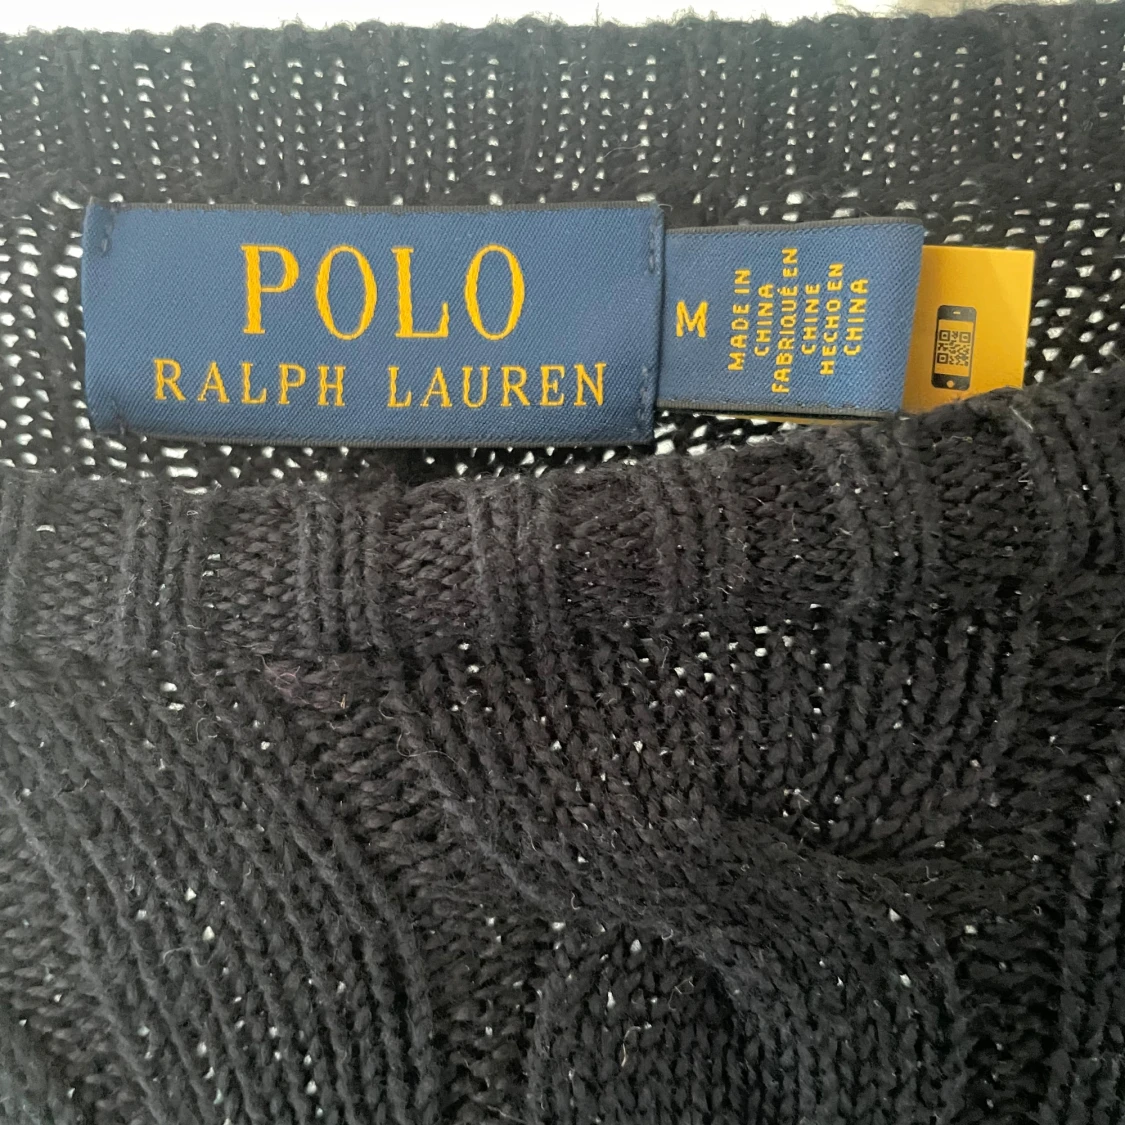 POLO
RALPH LAUREN
M
MADE IN
CHINA
FABRIQUÉ EN
CHINE
HECHO EN
CHINA